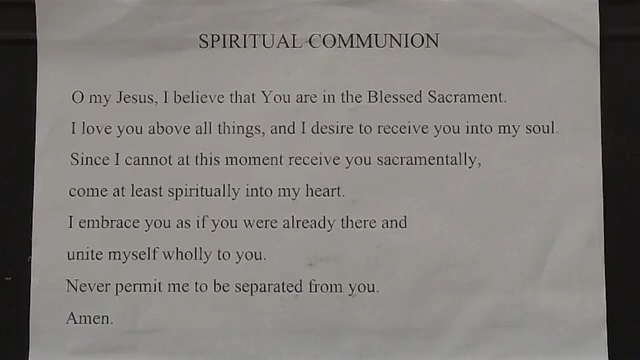 SPIRITUAL COMMUNION
O my Jesus, I believe that You are in the Blessed Sacrament.
I love you above all things, and I desire to receive you into my soul.
Since I cannot at this moment receive you sacramentally,
come at least spiritually into my heart.
I embrace you as if you were already there and
unite myself wholly to you.
Never permit me to be separated from you.
Amen.